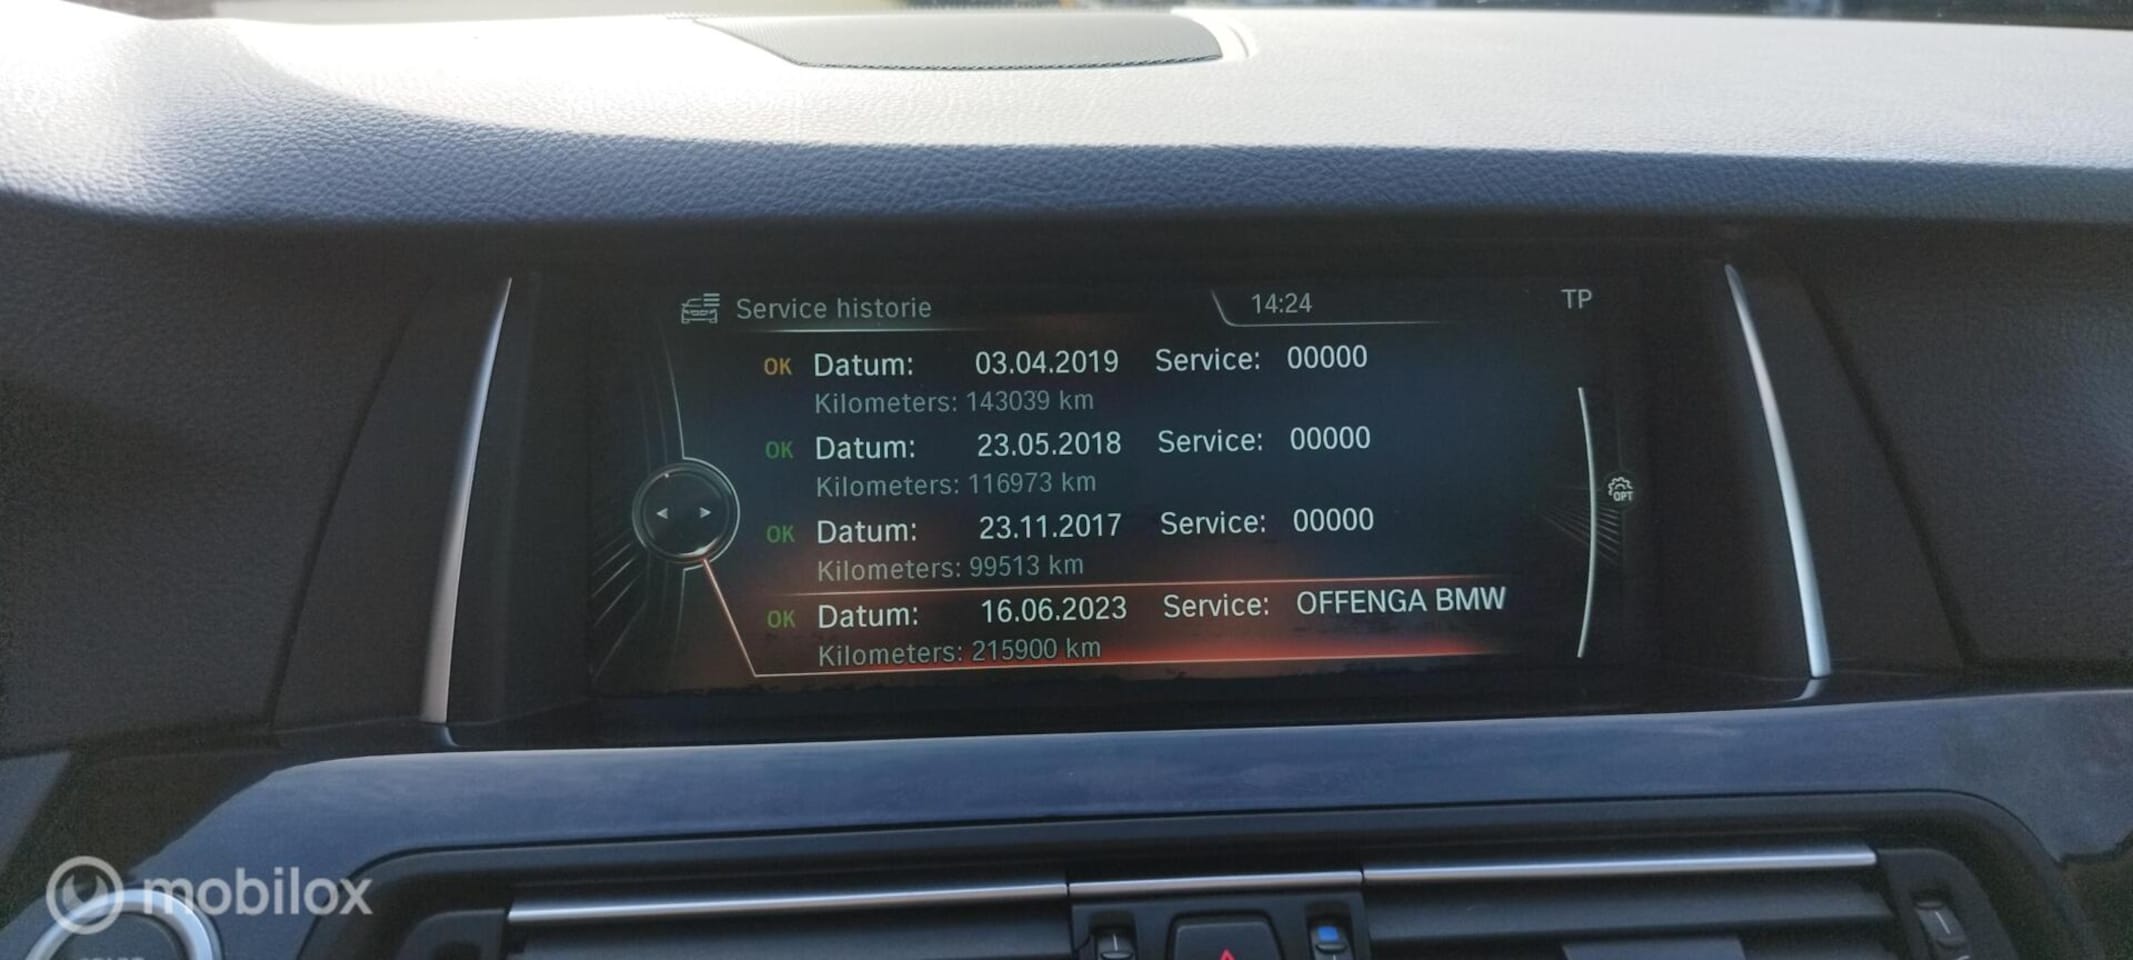 Service historie 14:24 TP
OK Datum: 03.04.2019 Service: 00000
Kilometers: 143039 km
OK Datum: 23.05.2018 Service: 00000
Kilometers: 116973 km
OK Datum: 23.11.2017 Service: 00000
Kilometers: 99513 km
OPT
OK Datum: 16.06.2023 Service: OFFENGA BMW
Kilometers: 215900 km
mobilox